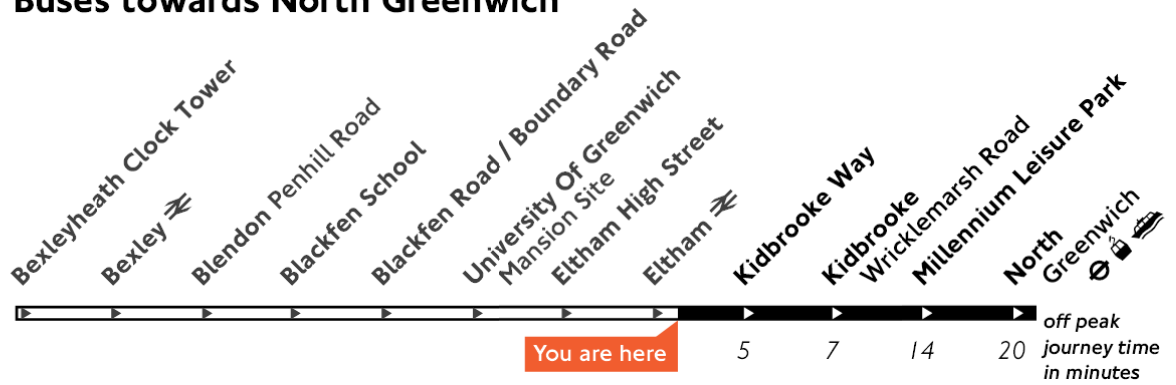 Buses towards North Greenwich
Bexleyheath Clock Tower
Bexley
Blendon Penhill Road
Blackfen School
Blackfen Road / Boundary Road
University Of Greenwich
Mansion Site
Eltham High Street
Eltham
Kidbrooke Way
Kidbrooke
Wricklemarsh Road
Millennium Leisure Park
North
Greenwich
You are here
5 7 14 20
off peak
journey time
in minutes